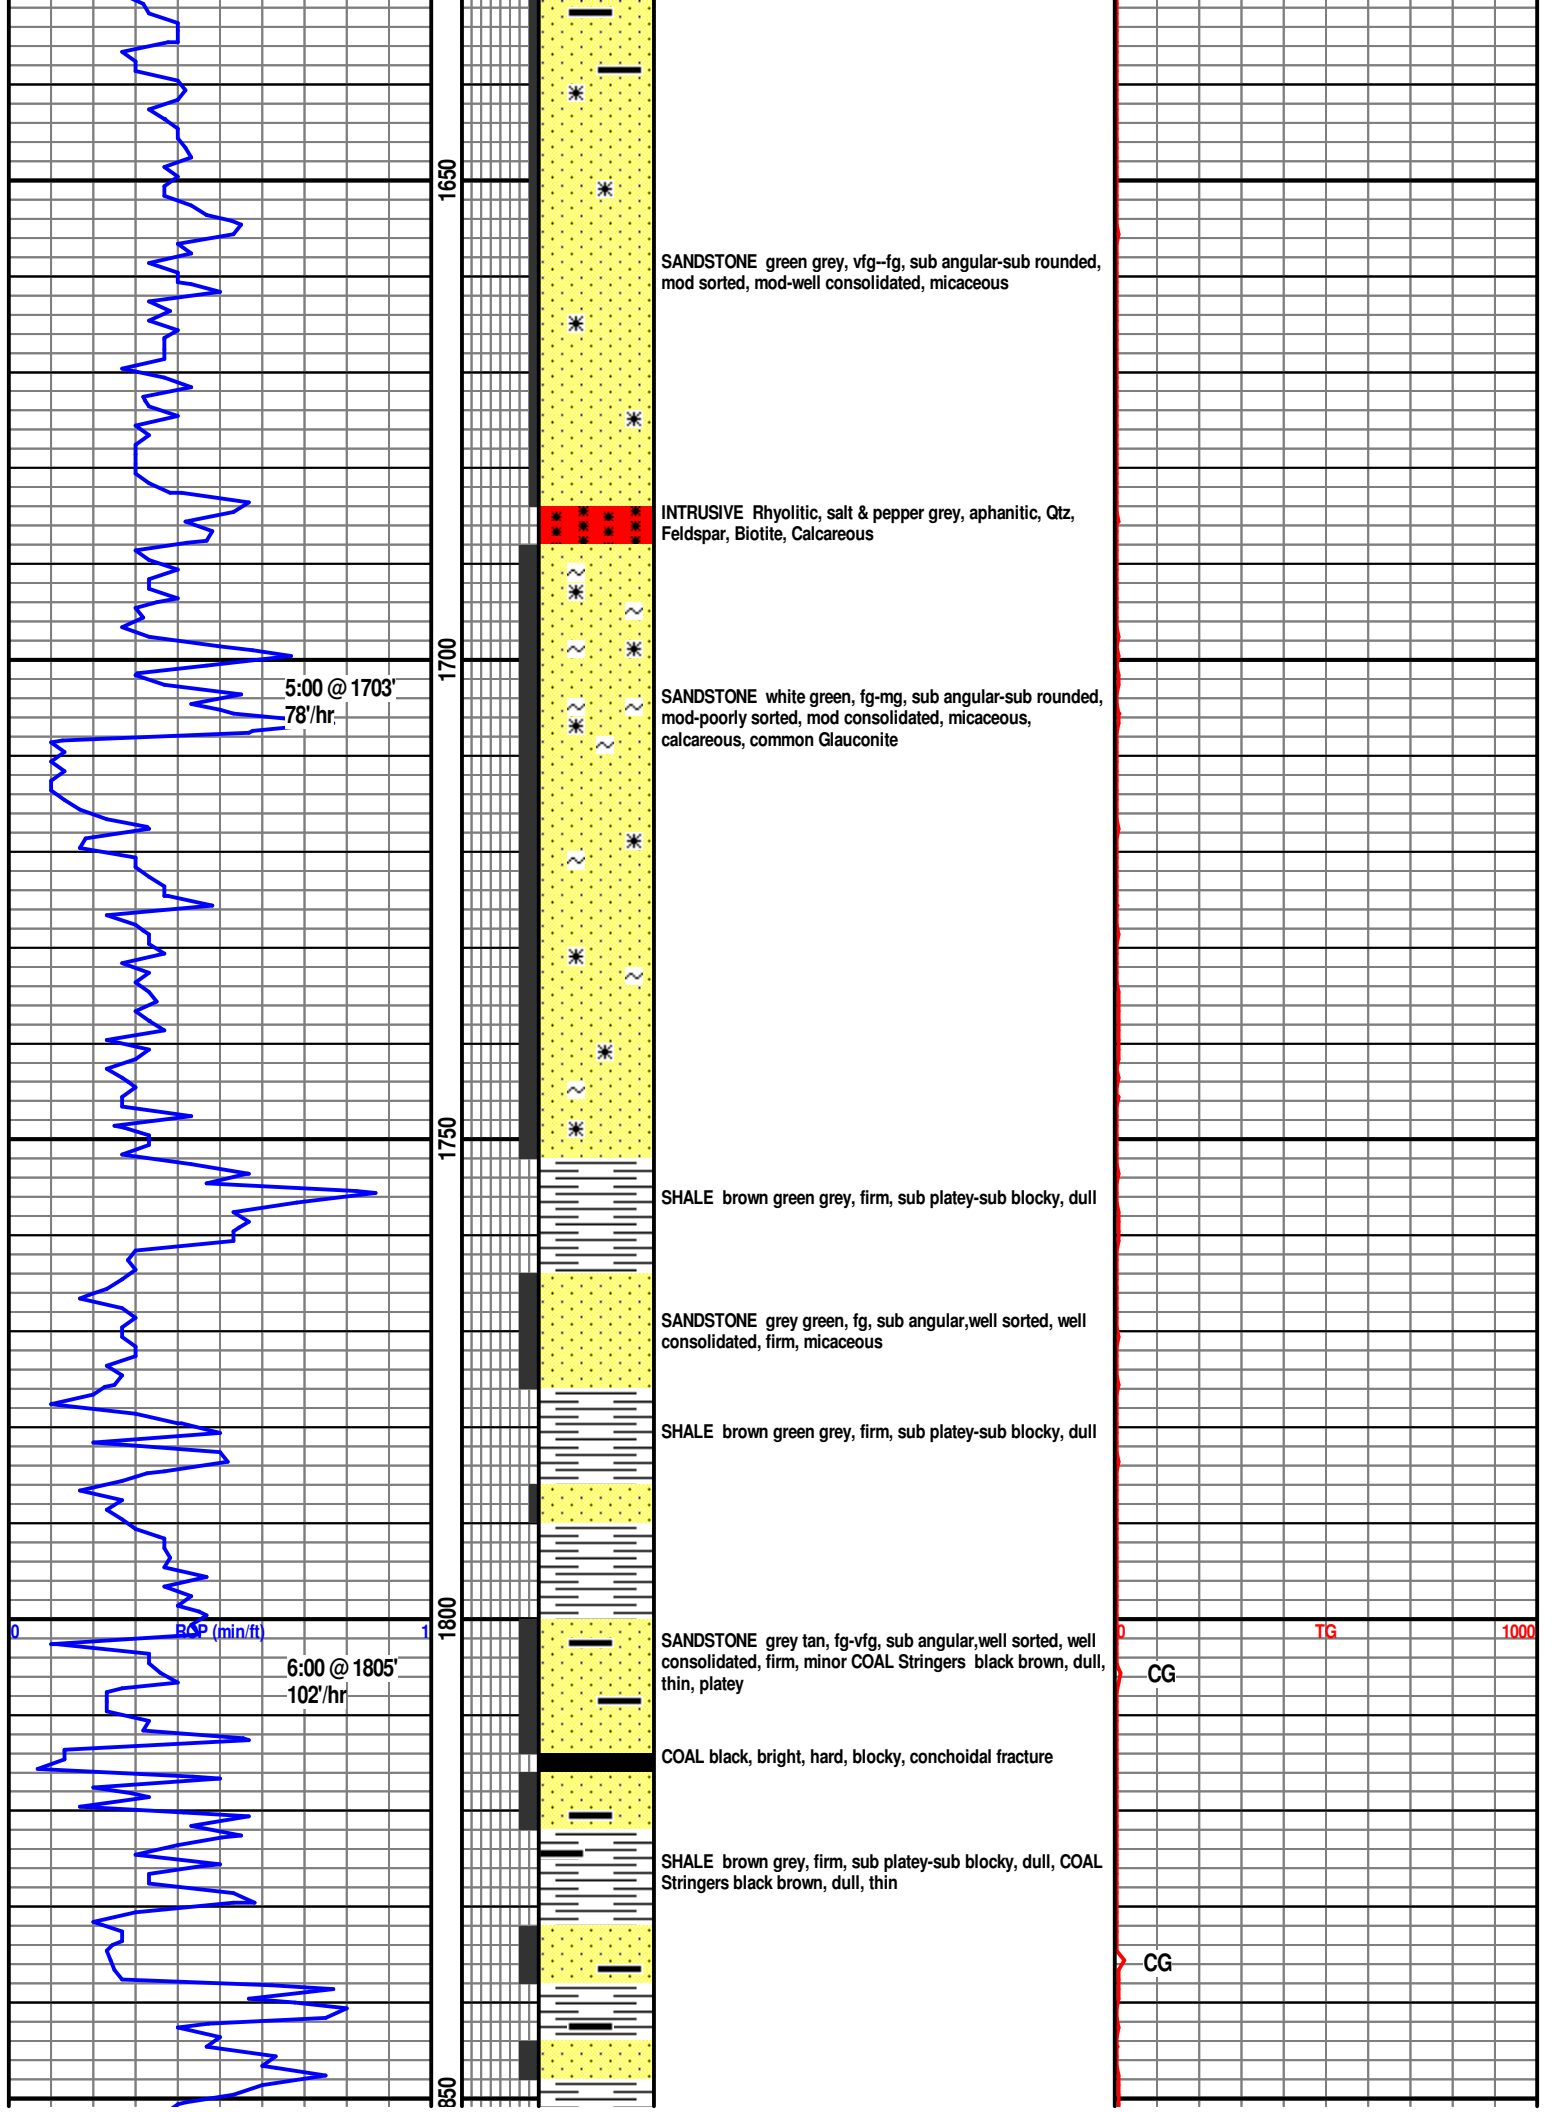 1650
SANDSTONE green grey, vfg--fg, sub angular-sub rounded,
mod sorted, mod-well consolidated, micaceous
INTRUSIVE Rhyolitic, salt & pepper grey, aphanitic, Qtz,
Feldspar, Biotite, Calcareous
1700
5:00 @ 1703'
78'/hr
SANDSTONE white green, fg-mg, sub angular-sub rounded,
mod-poorly sorted, mod consolidated, micaceous,
calcareous, common Glauconite
1750
SHALE brown green grey, firm, sub platey-sub blocky, dull
SANDSTONE grey green, fg, sub angular,well sorted, well
consolidated, firm, micaceous
SHALE brown green grey, firm, sub platey-sub blocky, dull
1800
0 ROP (min/ft) 1
0 TG 1000
6:00 @ 1805'
102'/hr
SANDSTONE grey tan, fg-vfg, sub angular,well sorted, well
consolidated, firm, minor COAL Stringers black brown, dull,
thin, platey
CG
COAL black, bright, hard, blocky, conchoidal fracture
SHALE brown grey, firm, sub platey-sub blocky, dull, COAL
Stringers black brown, dull, thin
CG
850